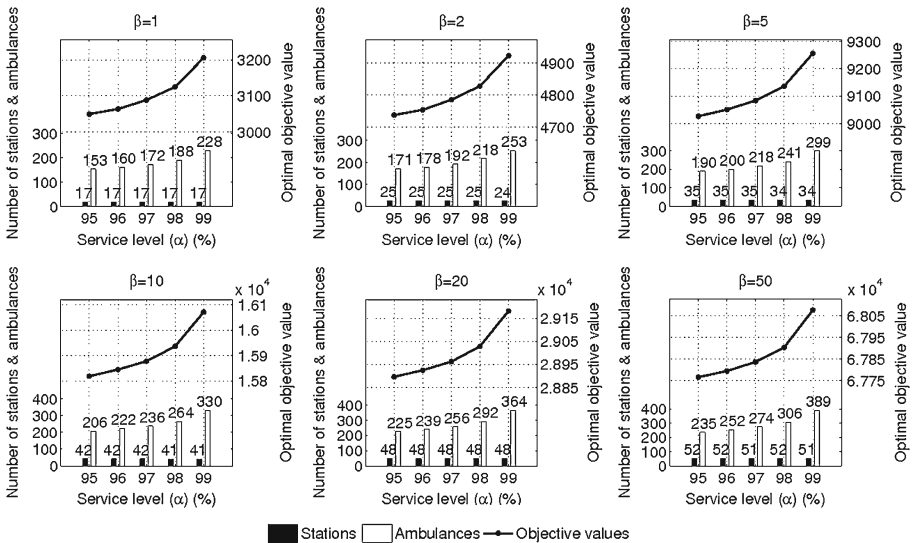 β=1
Number of stations & ambulances
300
200
100
0
153 160 172 188 228
17 17 17 17 17
95 96 97 98 99
Service level (α) (%)
3200
3100
3000
Optimal objective value
β=2
Number of stations & ambulances
300
200
100
0
171 178 192 218 253
25 25 25 25 24
95 96 97 98 99
Service level (α) (%)
4900
4800
4700
Optimal objective value
β=5
Number of stations & ambulances
300
200
100
0
190 200 218 241 299
35 35 35 34 34
95 96 97 98 99
Service level (α) (%)
9300
9200
9100
9000
Optimal objective value
β=10
Number of stations & ambulances
400
300
200
100
0
206 222 236 264 330
42 42 42 41 41
95 96 97 98 99
Service level (α) (%)
x 10⁴
1.61
1.6
1.59
1.58
Optimal objective value
β=20
Number of stations & ambulances
400
300
200
100
0
225 239 256 292 364
48 48 48 48 48
95 96 97 98 99
Service level (α) (%)
x 10⁴
2.915
2.905
2.895
2.885
Optimal objective value
β=50
Number of stations & ambulances
400
300
200
100
0
235 252 274 306 389
52 52 51 52 51
95 96 97 98 99
Service level (α) (%)
x 10⁴
6.805
6.795
6.785
6.775
Optimal objective value
Stations Ambulances Objective values